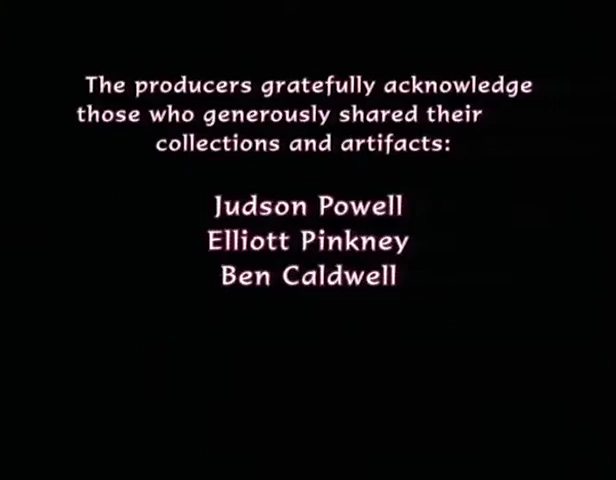 The producers gratefully acknowledge
those who generously shared their
collections and artifacts:
Judson Powell
Elliott Pinkney
Ben Caldwell